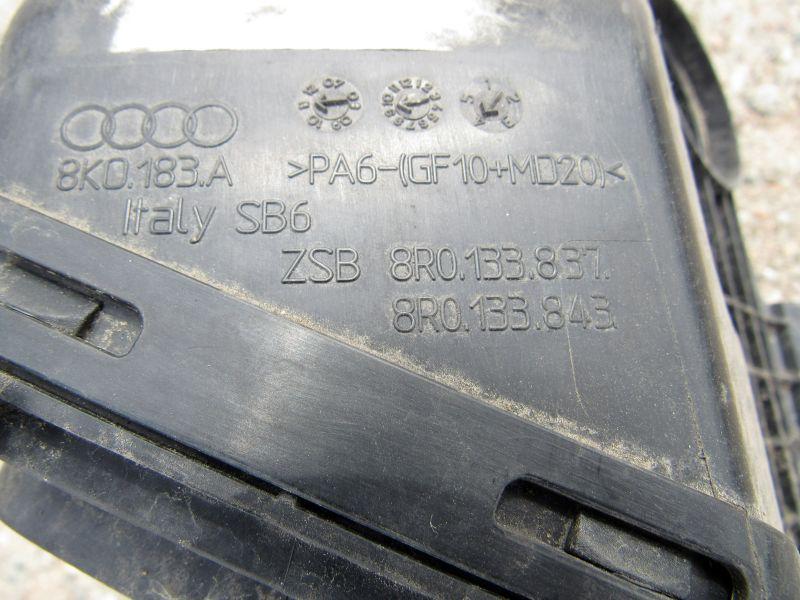 8K0.183.A >PA6-(GF10+MD20)<
Italy SB6
ZSB 8R0.133.837.
8R0.133.843.